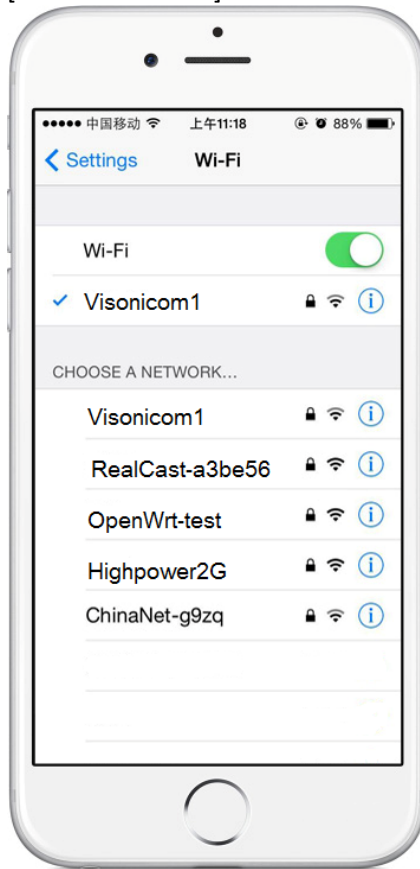 中国移动 上午11:18 88%
Settings Wi-Fi
Wi-Fi
Visonicom1
CHOOSE A NETWORK...
Visonicom1
RealCast-a3be56
OpenWrt-test
Highpower2G
ChinaNet-g9zq